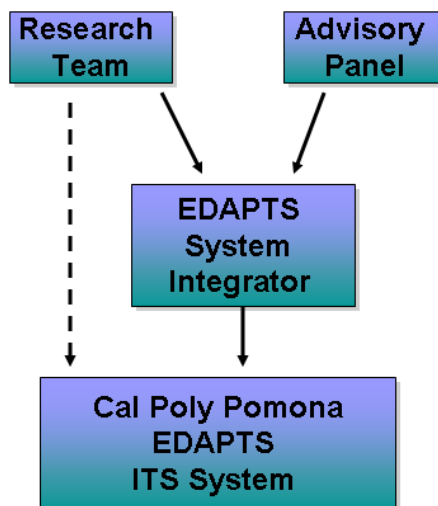 Research
Team
Advisory
Panel
EDAPTS
System
Integrator
Cal Poly Pomona
EDAPTS
ITS System